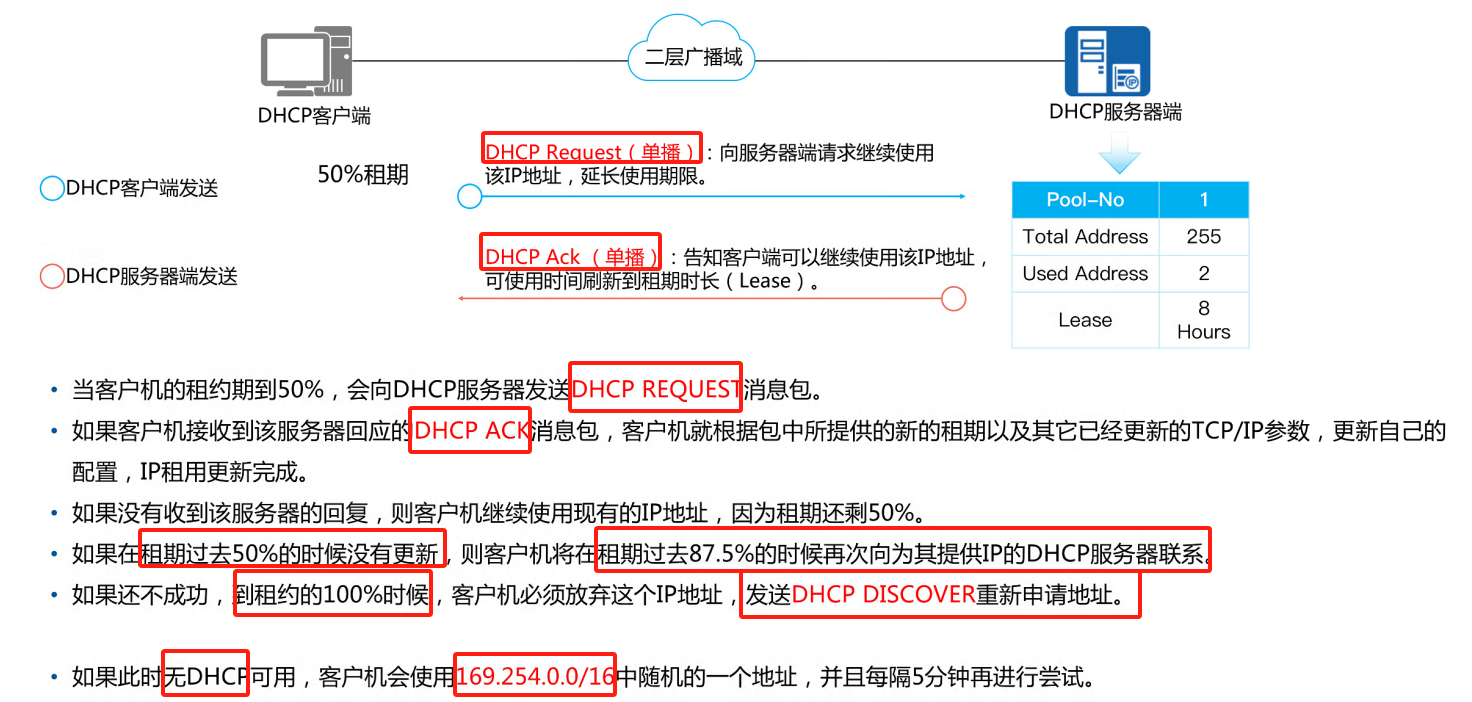 二层广播域
DHCP客户端
DHCP服务器端
DHCP客户端发送
50%租期
DHCP Request（单播）：向服务器端请求继续使用
该IP地址，延长使用期限。
DHCP服务器端发送
DHCP Ack （单播）：告知客户端可以继续使用该IP地址，
可使用时间刷新到租期时长（Lease）。
Pool-No 1
Total Address 255
Used Address 2
Lease 8
Hours
• 当客户机的租约期到50%，会向DHCP服务器发送DHCP REQUEST消息包。
• 如果客户机接收到该服务器回应的DHCP ACK消息包，客户机就根据包中所提供的新的租期以及其它已经更新的TCP/IP参数，更新自己的
配置，IP租用更新完成。
• 如果没有收到该服务器的回复，则客户机继续使用现有的IP地址，因为租期还剩50%。
• 如果在租期过去50%的时候没有更新，则客户机将在租期过去87.5%的时候再次向为其提供IP的DHCP服务器联系。
• 如果还不成功，到租约的100%时候，客户机必须放弃这个IP地址，发送DHCP DISCOVER重新申请地址。
• 如果此时无DHCP可用，客户机会使用169.254.0.0/16中随机的一个地址，并且每隔5分钟再进行尝试。